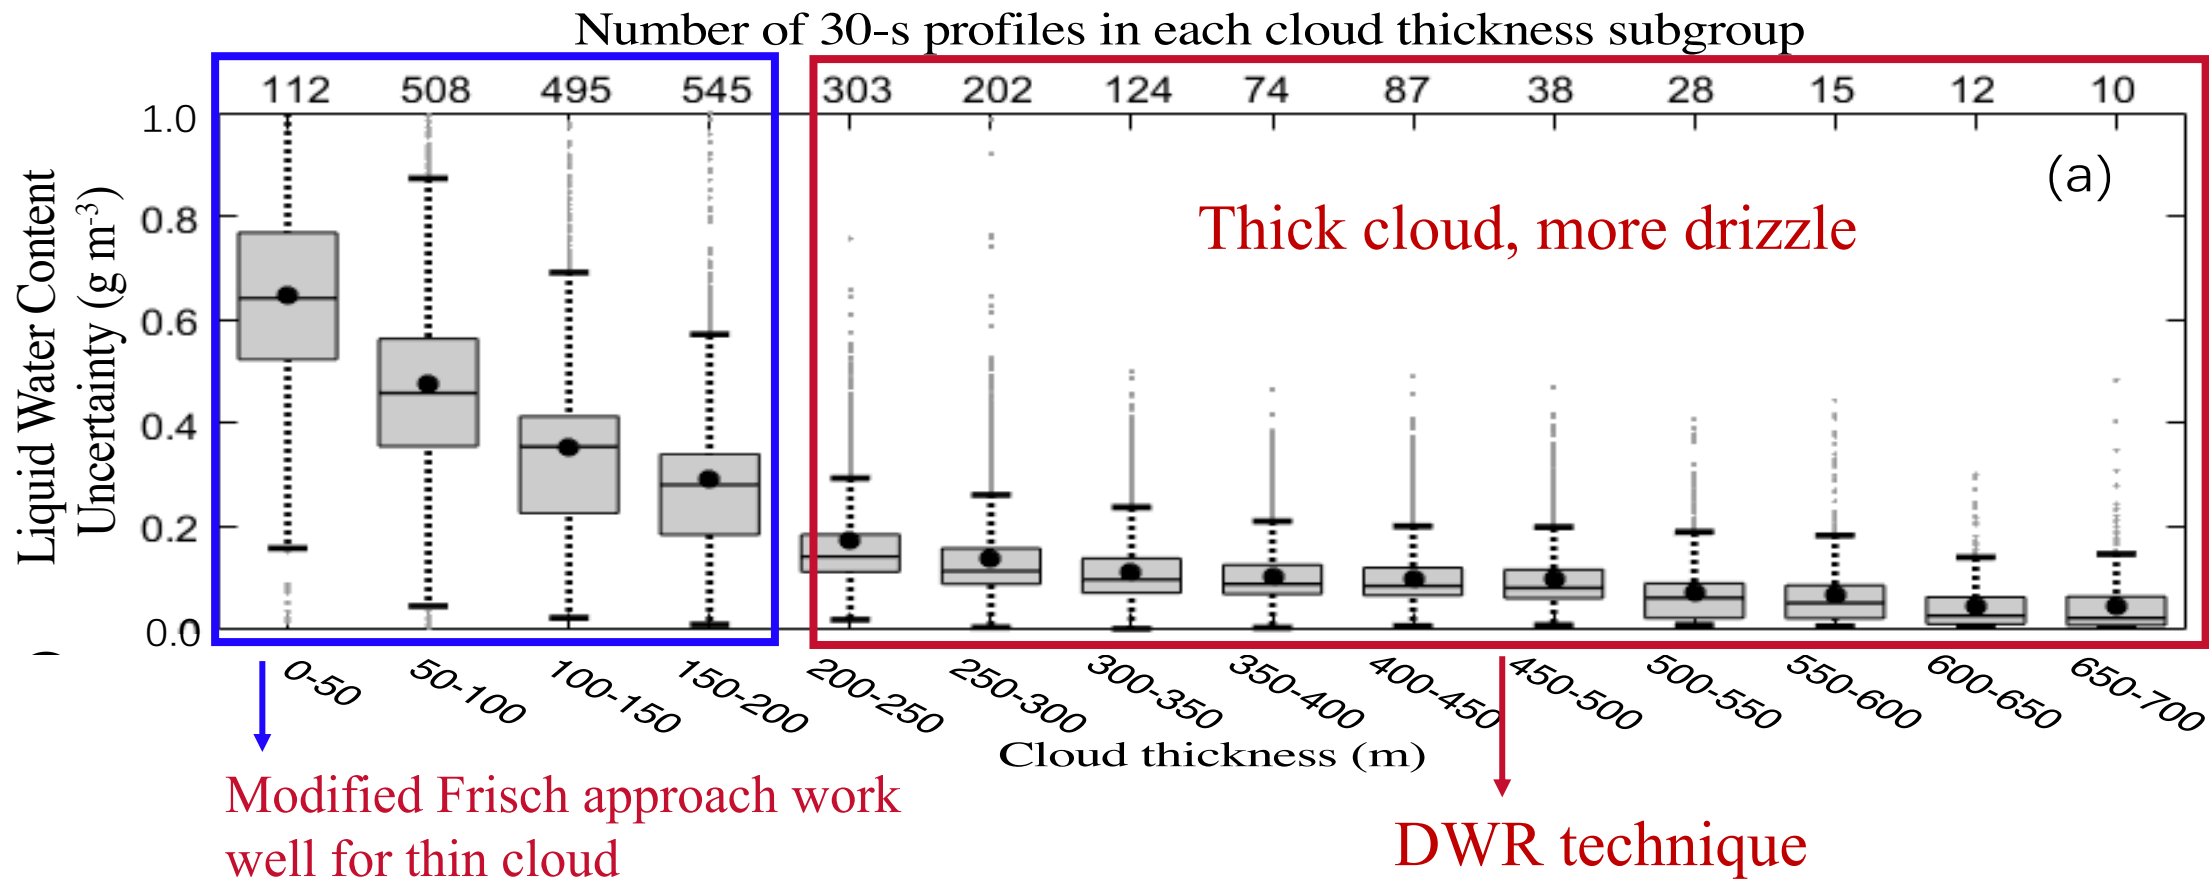 Number of 30-s profiles in each cloud thickness subgroup
112 508 495 545 303 202 124 74 87 38 28 15 12 10
Liquid Water Content
Uncertainty (g m-3)
1.0
0.8
0.6
0.4
0.2
0.0
(a)
Thick cloud, more drizzle
0-50 50-100 100-150 150-200 200-250 250-300 300-350 350-400 400-450 450-500 500-550 550-600 600-650 650-700
Cloud thickness (m)
Modified Frisch approach work
well for thin cloud
DWR technique